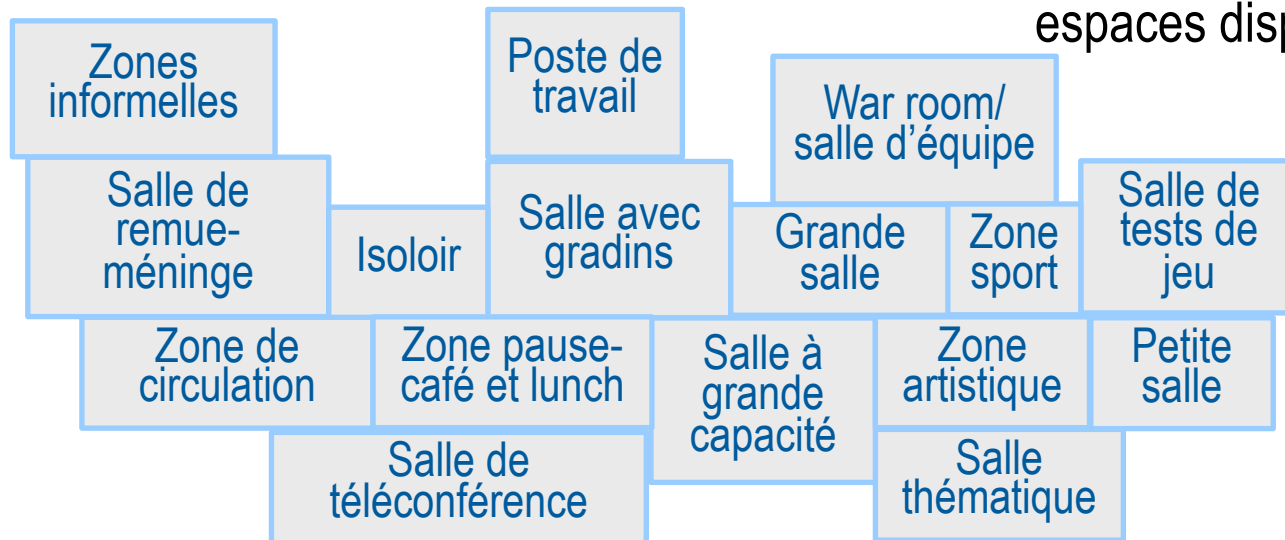 espaces disp
Zones
informelles
Poste de
travail
War room/
salle d'équipe
Salle de
remue-
méninge
Isoloir
Salle avec
gradins
Grande
salle
Zone
sport
Salle de
tests de
jeu
Zone de
circulation
Zone pause-
café et lunch
Salle à
grande
capacité
Zone
artistique
Petite
salle
Salle de
téléconférence
Salle
thématique